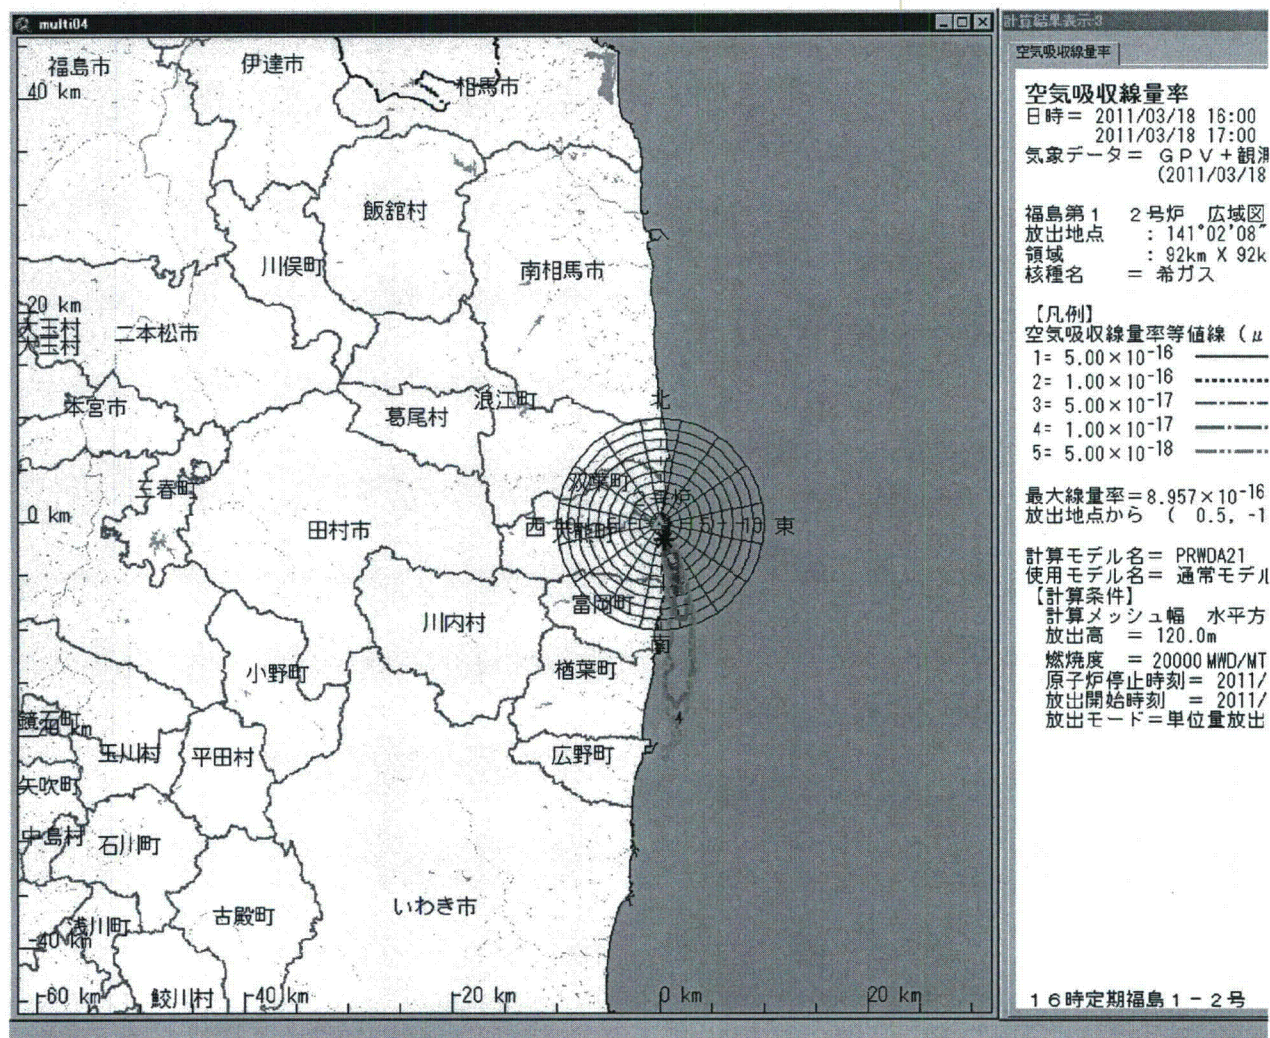 multi04
福島市
伊達市
相馬市
40 km
飯舘村
川俣町
南相馬市
20 km
大玉村
大玉村
二本松市
本宮市
葛尾村
浪江町
北
三春町
双葉町
0 km
田村市
西
大熊町
東
富岡町
川内村
南
小野町
楢葉町
鏡石町
玉川村
平田村
4
広野町
矢吹町
中島村
石川町
いわき市
古殿町
浅川町
-40 km
-60 km
鮫川村
-40 km
-20 km
0 km
20 km
計算結果表示-3
空気吸収線量率
空気吸収線量率
日時= 2011/03/18 16:00
2011/03/18 17:00
気象データ= GPV+観測
(2011/03/18
福島第1 2号炉 広域図
放出地点 : 141°02'08"
領域 : 92km X 92k
核種名 = 希ガス
【凡例】
空気吸収線量率等値線 (μ
1= 5.00×10-16
2= 1.00×10-16
3= 5.00×10-17
4= 1.00×10-17
5= 5.00×10-18
最大線量率=8.957×10-16
放出地点から ( 0.5, -1
計算モデル名= PRWDA21
使用モデル名= 通常モデル
【計算条件】
計算メッシュ幅 水平方
放出高 = 120.0m
燃焼度 = 20000MWD/MT
原子炉停止時刻= 2011/
放出開始時刻 = 2011/
放出モード=単位量放出
16時定期福島1-2号